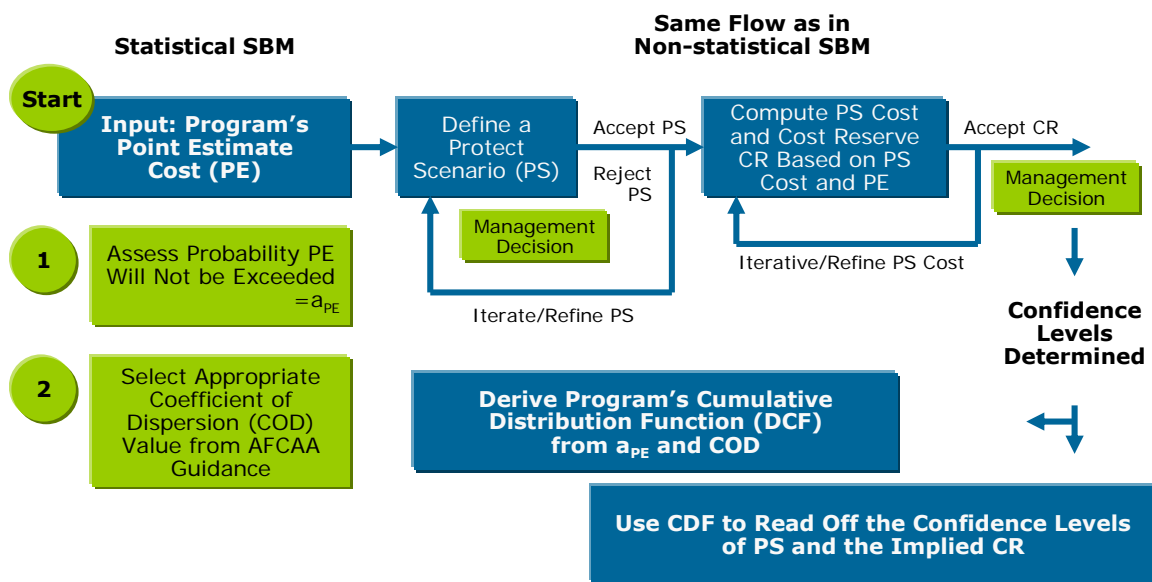 Statistical SBM
Same Flow as in
Non-statistical SBM
Start
Input: Program's
Point Estimate
Cost (PE)
Define a
Protect
Scenario (PS)
Accept PS
Reject
PS
Management
Decision
Iterate/Refine PS
Compute PS Cost
and Cost Reserve
CR Based on PS
Cost and PE
Accept CR
Management
Decision
Iterative/Refine PS Cost
1
Assess Probability PE
Will Not be Exceeded
=aPE
Confidence
Levels
Determined
2
Select Appropriate
Coefficient of
Dispersion (COD)
Value from AFCAA
Guidance
Derive Program's Cumulative
Distribution Function (DCF)
from aPE and COD
Use CDF to Read Off the Confidence Levels
of PS and the Implied CR